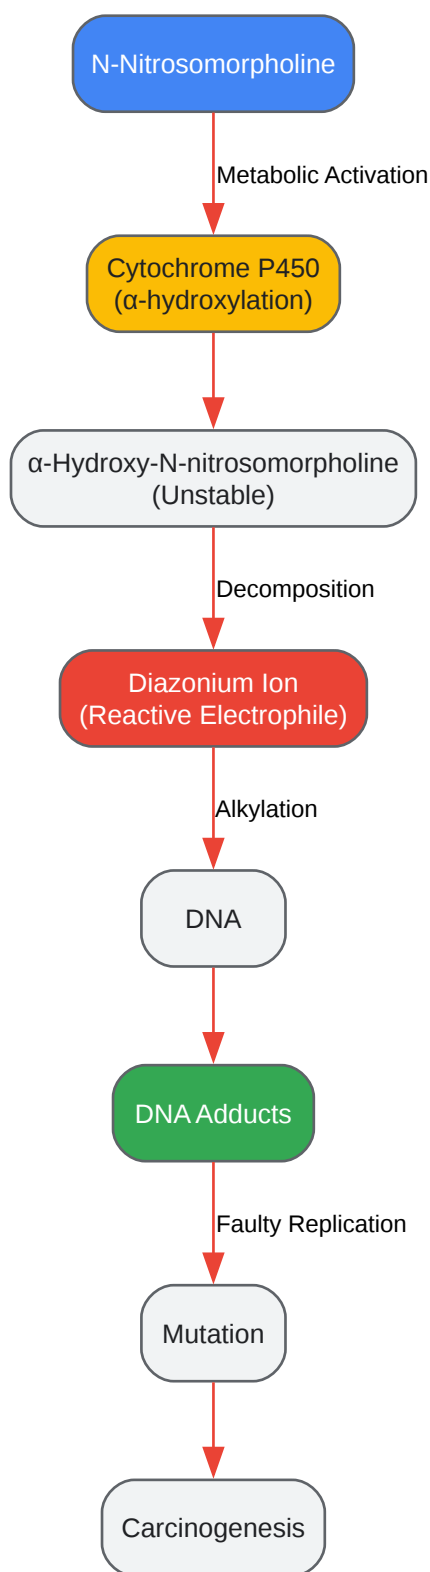 N-Nitrosomorpholine
Metabolic Activation
Cytochrome P450
(α-hydroxylation)
α-Hydroxy-N-nitrosomorpholine
(Unstable)
Decomposition
Diazonium Ion
(Reactive Electrophile)
Alkylation
DNA
DNA Adducts
Faulty Replication
Mutation
Carcinogenesis